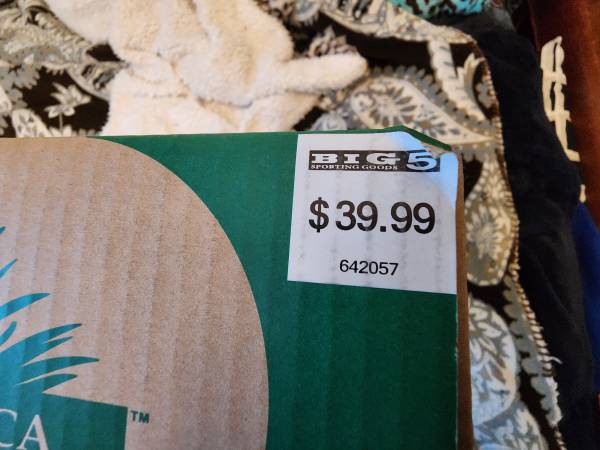 BIG 5
SPORTING GOODS
$39.99
642057
CA
TM